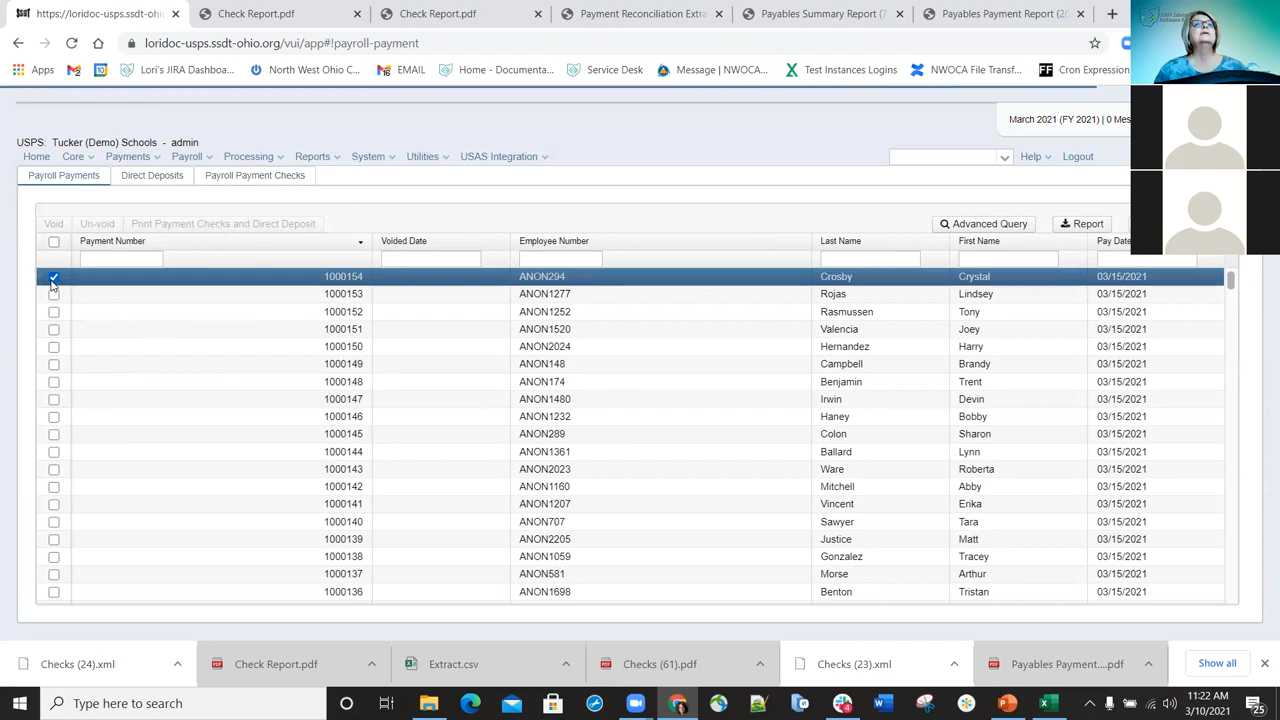 https://loridoc-usps.ssdt-ohio.org/
Check Report.pdf
Check Report.pdf
Payment Reconciliation Extra
Payables Summary Report (7
Payables Payment Report (20
loridoc-usps.ssdt-ohio.org/vui/app#!payroll-payment
Apps
Lori's JIRA Dashboa...
North West Ohio C...
EMAIL
Home - Documenta...
Service Desk
Message | NWOCA...
Test Instances Logins
NWOCA File Transf...
Cron Expression
March 2021 (FY 2021) | 0 Mes
USPS: Tucker (Demo) Schools - admin
Home Core Payments Payroll Processing Reports System Utilities USAS Integration Help Logout
Payroll Payments Direct Deposits Payroll Payment Checks
Void Un-void Print Payment Checks and Direct Deposit Advanced Query Report
Payment Number Voided Date Employee Number Last Name First Name Pay Date
1000154 ANON294 Crosby Crystal 03/15/2021
1000153 ANON1277 Rojas Lindsey 03/15/2021
1000152 ANON1252 Rasmussen Tony 03/15/2021
1000151 ANON1520 Valencia Joey 03/15/2021
1000150 ANON2024 Hernandez Harry 03/15/2021
1000149 ANON148 Campbell Brandy 03/15/2021
1000148 ANON174 Benjamin Trent 03/15/2021
1000147 ANON1480 Irwin Devin 03/15/2021
1000146 ANON1232 Haney Bobby 03/15/2021
1000145 ANON289 Colon Sharon 03/15/2021
1000144 ANON1361 Ballard Lynn 03/15/2021
1000143 ANON2023 Ware Roberta 03/15/2021
1000142 ANON1160 Mitchell Abby 03/15/2021
1000141 ANON1207 Vincent Erika 03/15/2021
1000140 ANON707 Sawyer Tara 03/15/2021
1000139 ANON2205 Justice Matt 03/15/2021
1000138 ANON1059 Gonzalez Tracey 03/15/2021
1000137 ANON581 Morse Arthur 03/15/2021
1000136 ANON1698 Benton Tristan 03/15/2021
Checks (24).xml
Check Report.pdf
Extract.csv
Checks (61).pdf
Checks (23).xml
Payables Payment....pdf
Show all
Type here to search
11:22 AM
3/10/2021
25